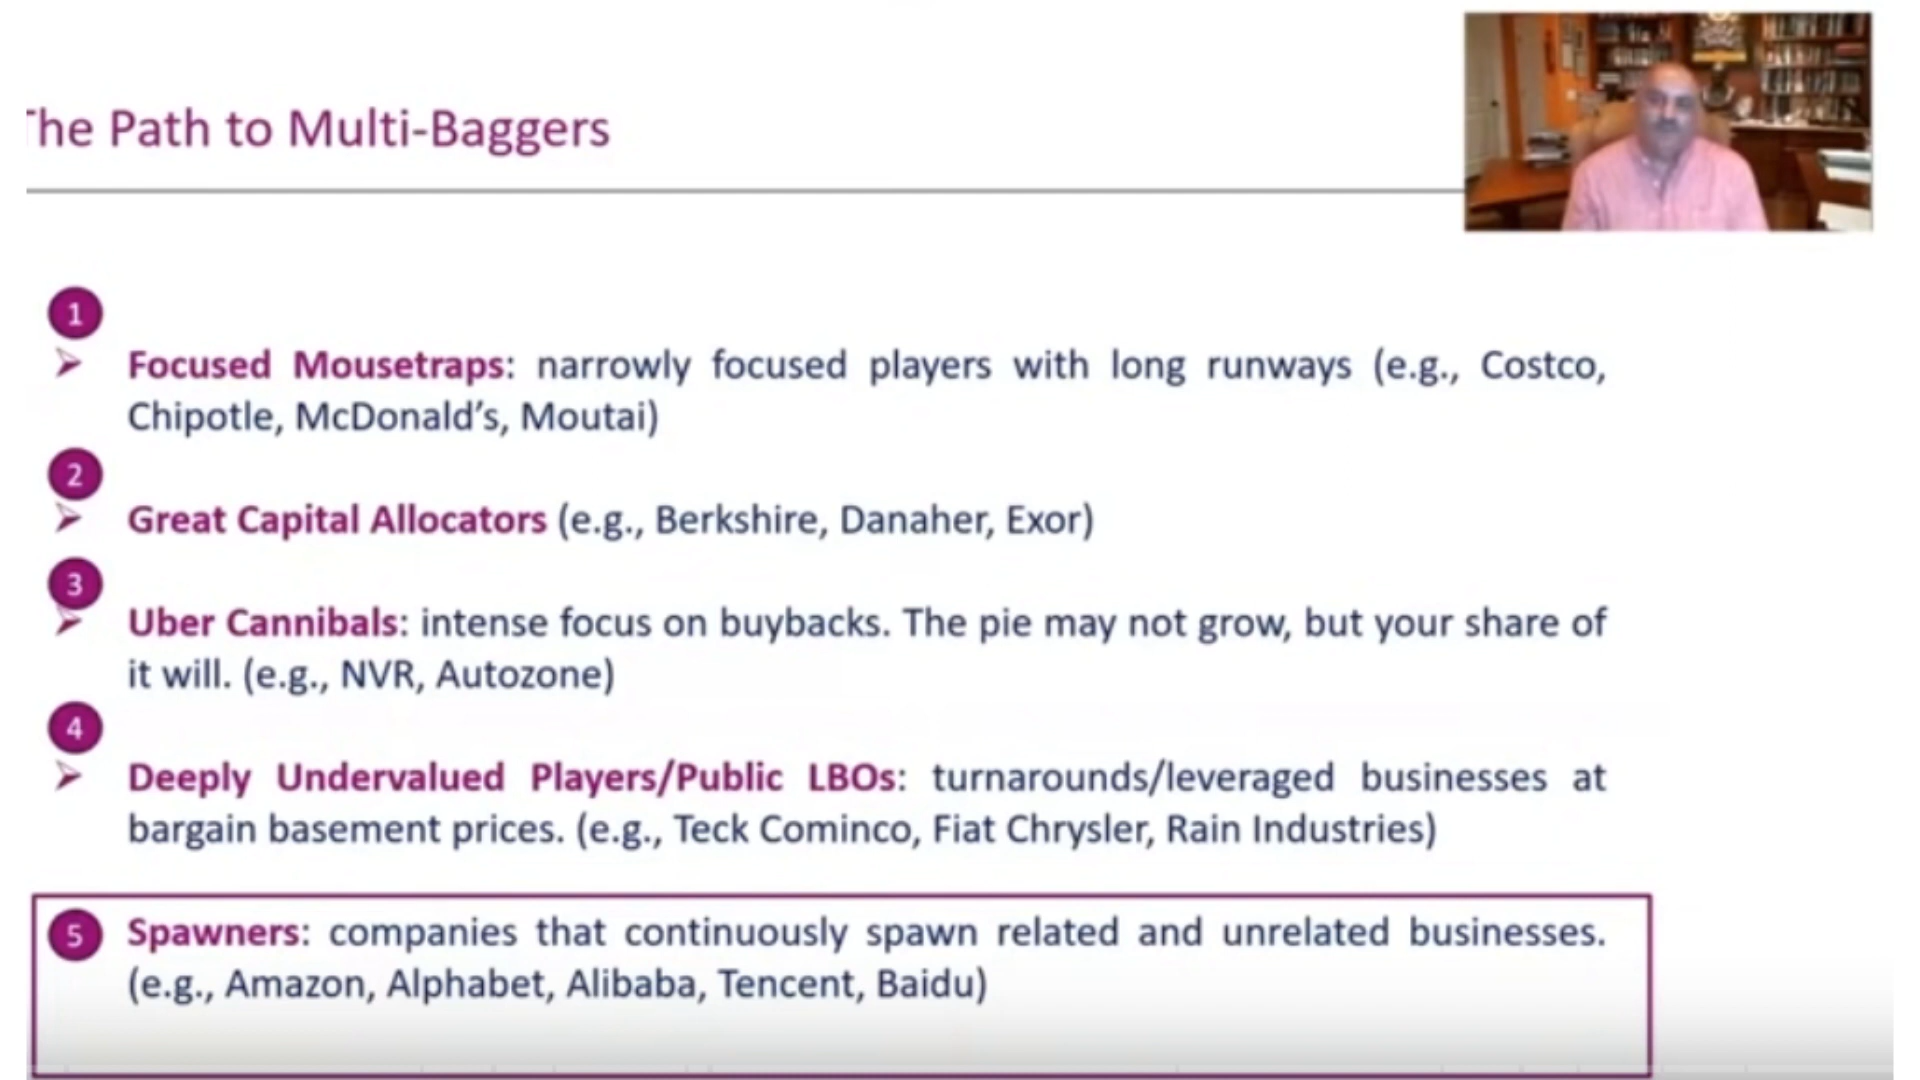 The Path to Multi-Baggers
1
➢ Focused Mousetraps: narrowly focused players with long runways (e.g., Costco,
Chipotle, McDonald's, Moutai)
2
➢ Great Capital Allocators (e.g., Berkshire, Danaher, Exor)
3
➢ Uber Cannibals: intense focus on buybacks. The pie may not grow, but your share of
it will. (e.g., NVR, Autozone)
4
➢ Deeply Undervalued Players/Public LBOs: turnarounds/leveraged businesses at
bargain basement prices. (e.g., Teck Cominco, Fiat Chrysler, Rain Industries)
5 Spawners: companies that continuously spawn related and unrelated businesses.
(e.g., Amazon, Alphabet, Alibaba, Tencent, Baidu)